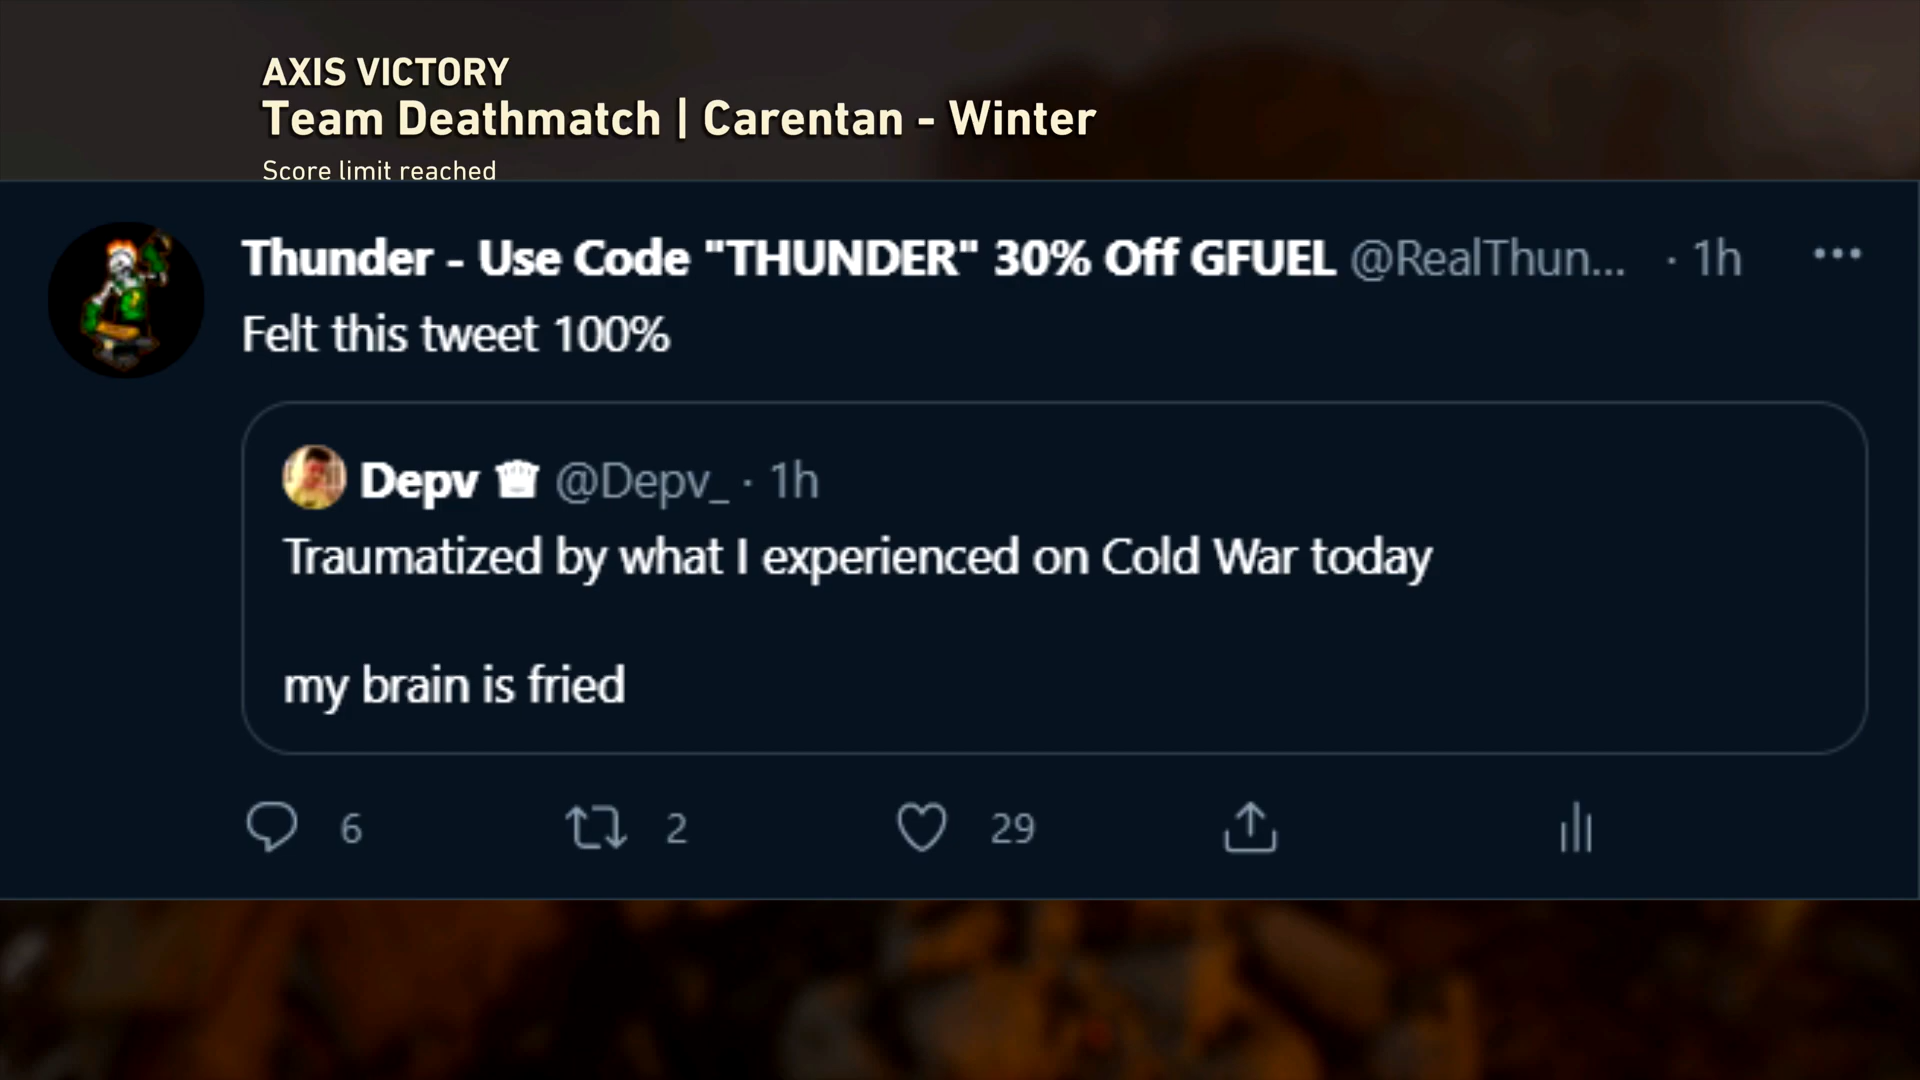 AXIS VICTORY
Team Deathmatch | Carentan - Winter
Score limit reached
Thunder - Use Code "THUNDER" 30% Off GFUEL @RealThun... · 1h
Felt this tweet 100%
Depv @Depv_ · 1h
Traumatized by what I experienced on Cold War today
my brain is fried
6 2 29